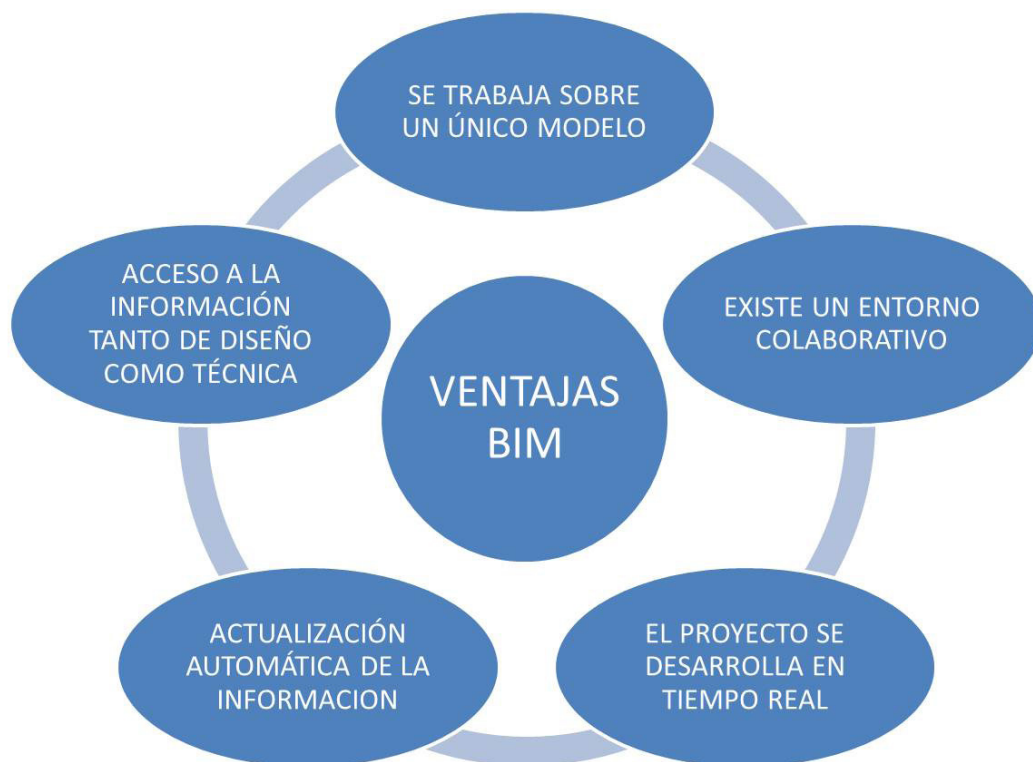 SE TRABAJA SOBRE
UN ÚNICO MODELO
EXISTE UN ENTORNO
COLABORATIVO
EL PROYECTO SE
DESARROLLA EN
TIEMPO REAL
ACTUALIZACIÓN
AUTOMÁTICA DE LA
INFORMACION
ACCESO A LA
INFORMACIÓN
TANTO DE DISEÑO
COMO TÉCNICA
VENTAJAS
BIM